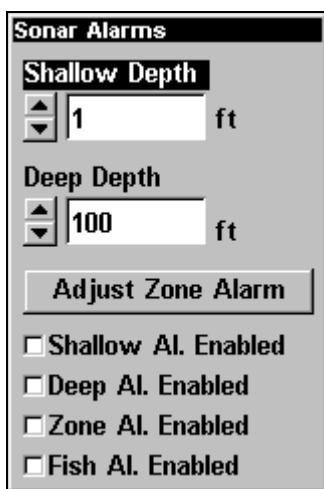 Sonar Alarms
Shallow Depth
1 ft
Deep Depth
100 ft
Adjust Zone Alarm
Shallow Al. Enabled
Deep Al. Enabled
Zone Al. Enabled
Fish Al. Enabled